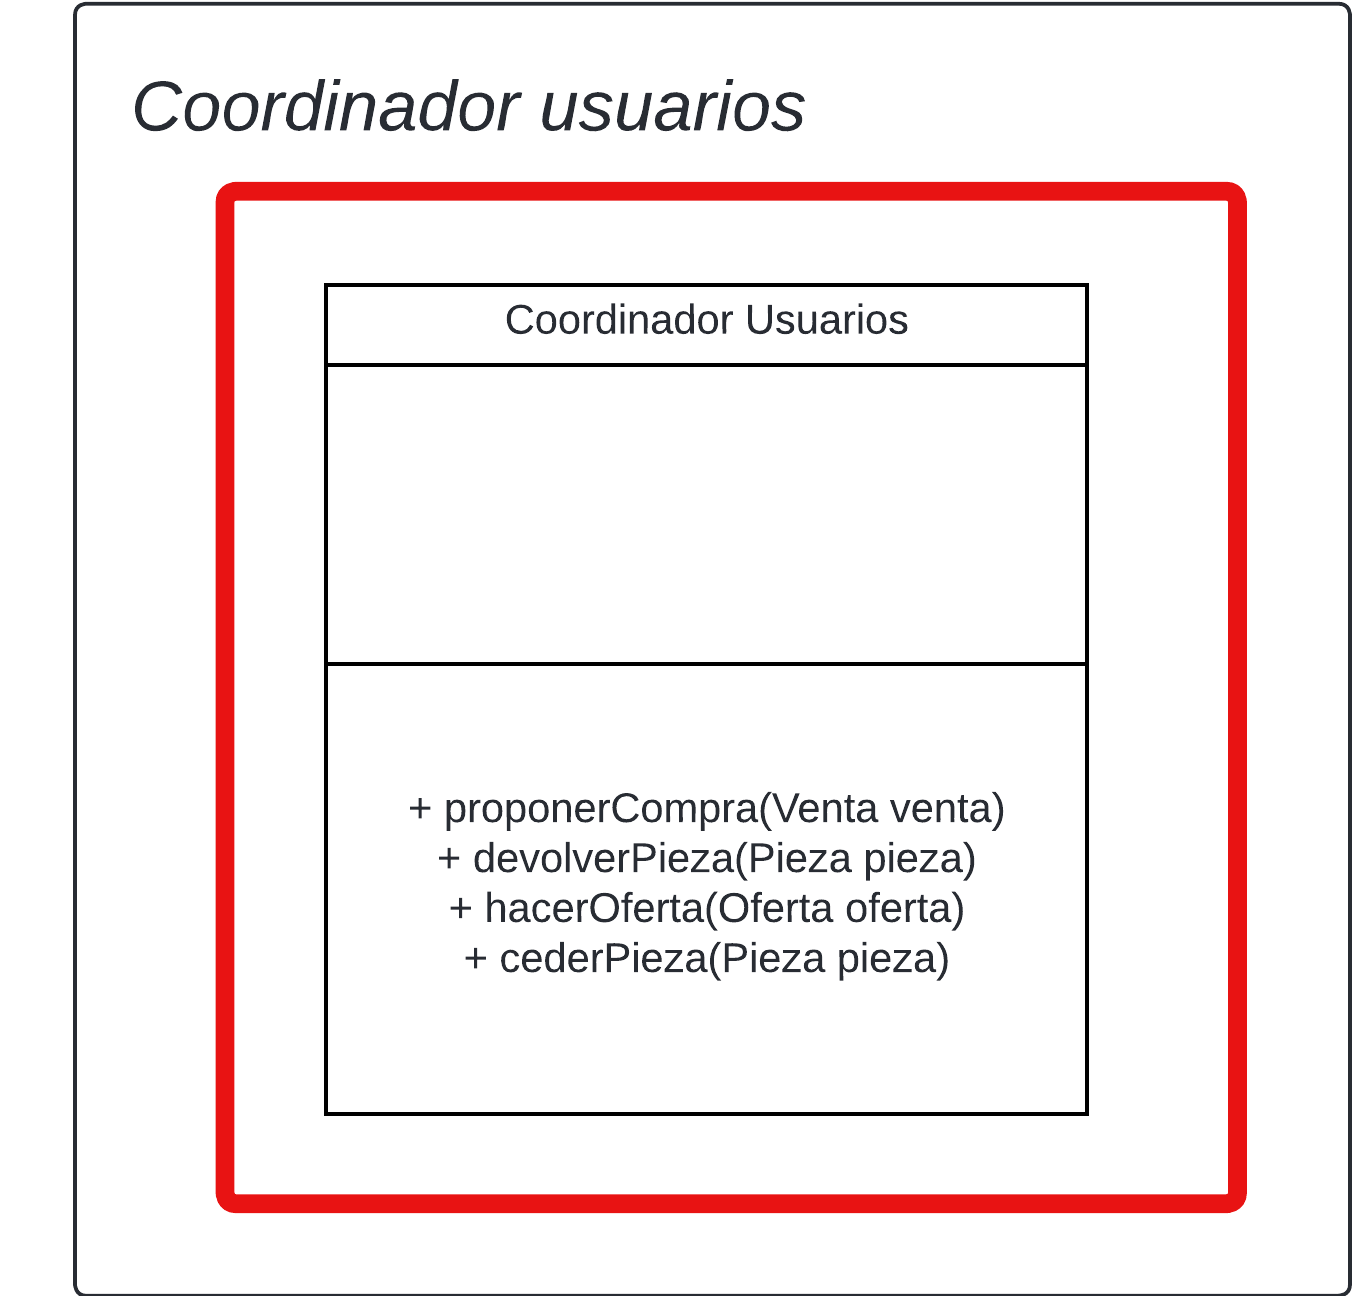 Coordinador usuarios
Coordinador Usuarios
+ proponerCompra(Venta venta)
+ devolverPieza(Pieza pieza)
+ hacerOferta(Oferta oferta)
+ cederPieza(Pieza pieza)